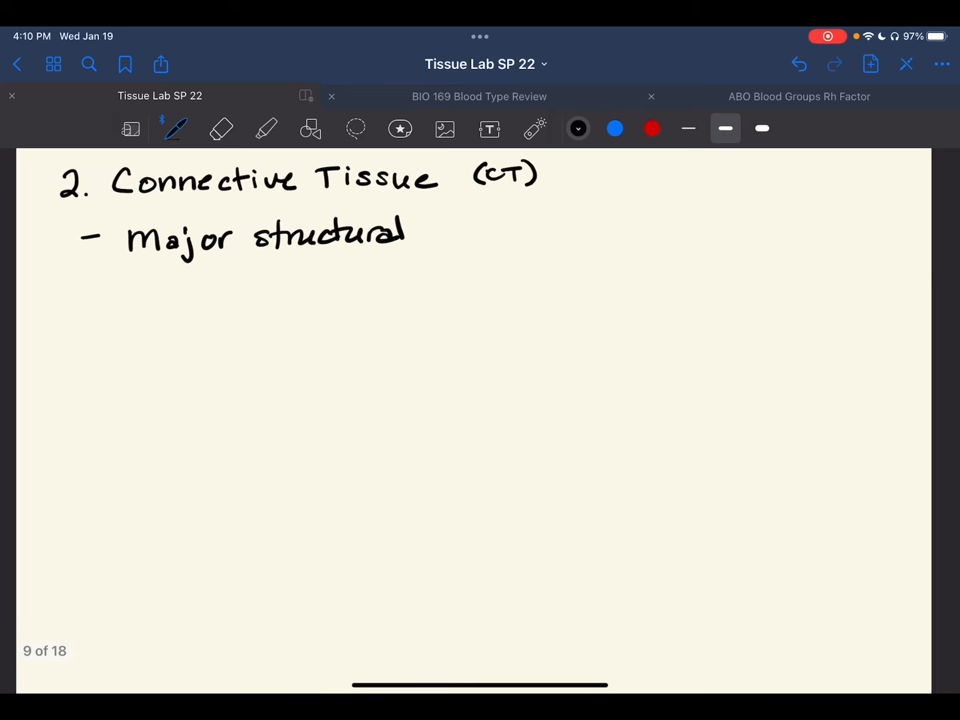 4:10 PM Wed Jan 19
97%
Tissue Lab SP 22
Tissue Lab SP 22
BIO 169 Blood Type Review
ABO Blood Groups Rh Factor
2. Connective Tissue (CT)
- Major structural
9 of 18